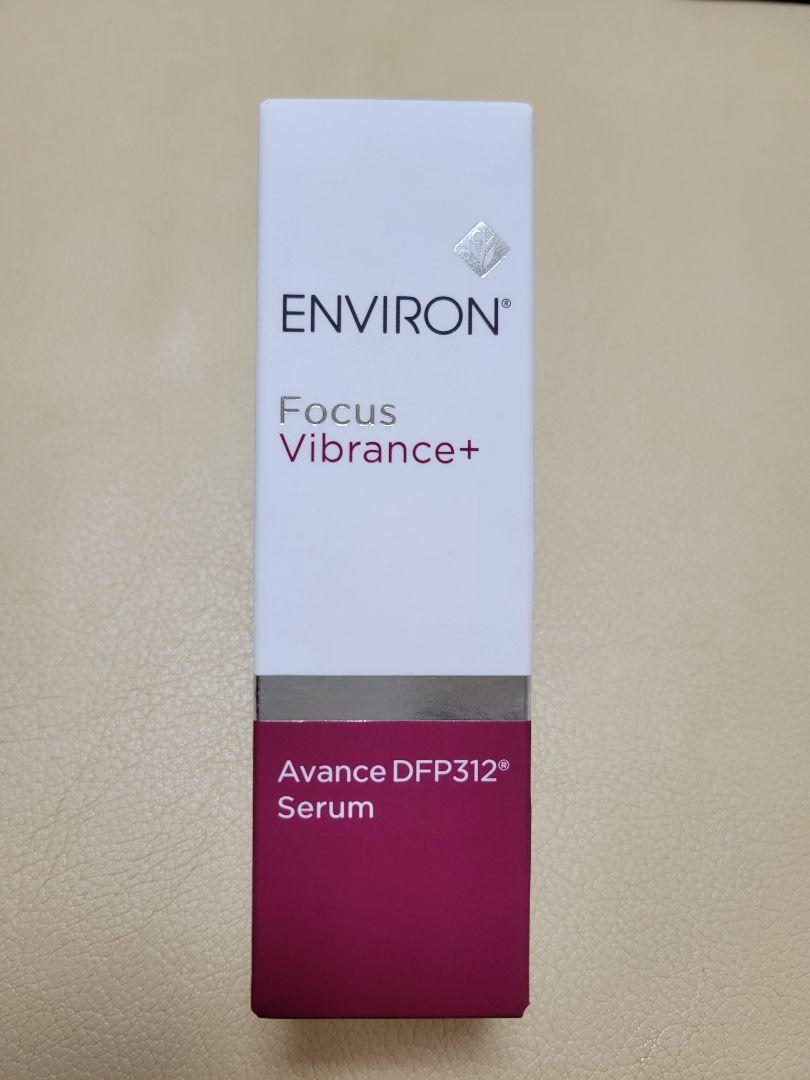 ENVIRON®
Focus
Vibrance+
Avance DFP312®
Serum